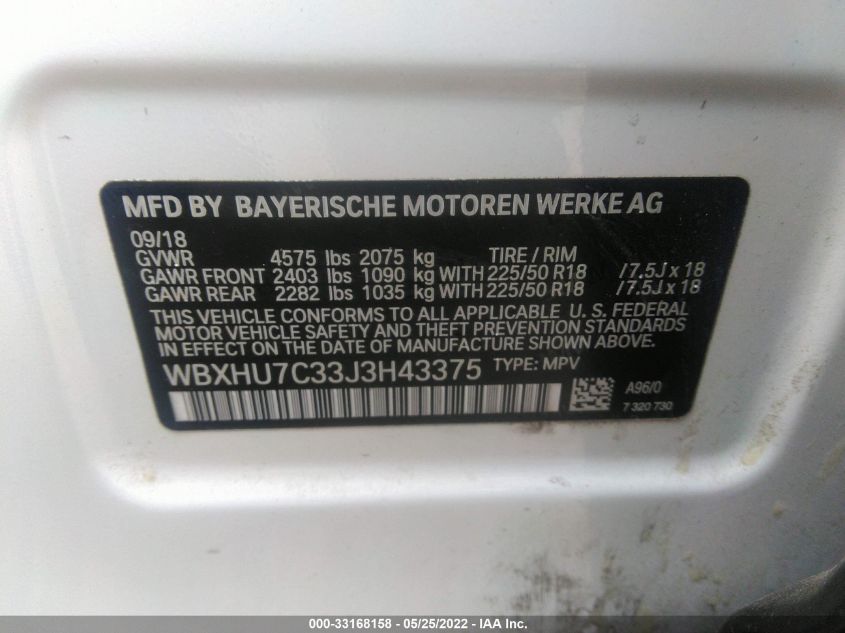 MFD BY BAYERISCHE MOTOREN WERKE AG
09/18
GVWR 4575 lbs 2075 kg TIRE / RIM
GAWR FRONT 2403 lbs 1090 kg WITH 225/50 R18 /7.5J x 18
GAWR REAR 2282 lbs 1035 kg WITH 225/50 R18 /7.5J x 18
THIS VEHICLE CONFORMS TO ALL APPLICABLE U. S. FEDERAL
MOTOR VEHICLE SAFETY AND THEFT PREVENTION STANDARDS
IN EFFECT ON THE DATE OF MANUFACTURE SHOWN ABOVE.
WBXHU7C33J3H43375 TYPE: MPV
A96/0
7 320 730
000-33168158 - 05/25/2022 - IAA Inc.